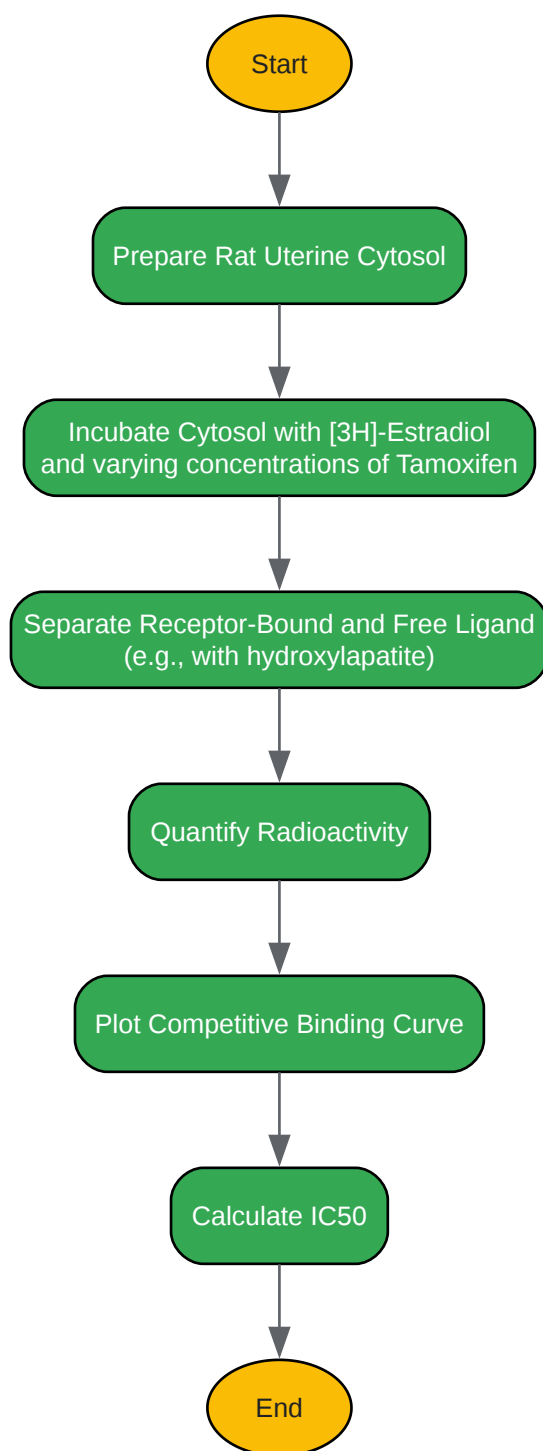 Start
Prepare Rat Uterine Cytosol
Incubate Cytosol with [3H]-Estradiol
and varying concentrations of Tamoxifen
Separate Receptor-Bound and Free Ligand
(e.g., with hydroxylapatite)
Quantify Radioactivity
Plot Competitive Binding Curve
Calculate IC50
End